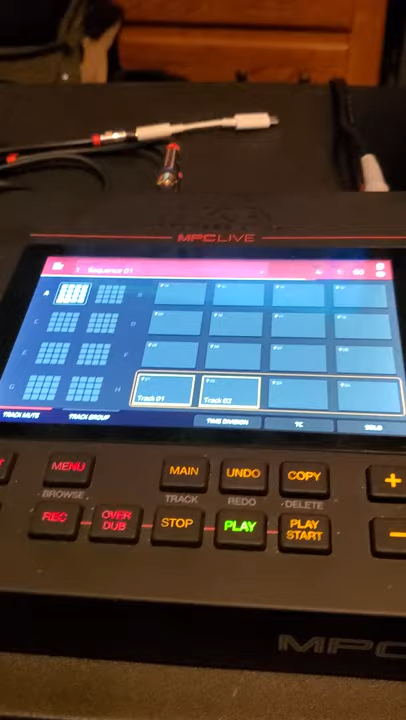 MPC LIVE
Sequence 01
A
B
C
D
E
F
G
H
Track 01
Track 02
TRACK MUTE
TRACK GROUP
TIME DIVISION
TC
SOLO
MENU
MAIN
UNDO
COPY
+
BROWSE
TRACK
REDO
DELETE
REC
OVER
DUB
STOP
PLAY
PLAY
START
−
MPC